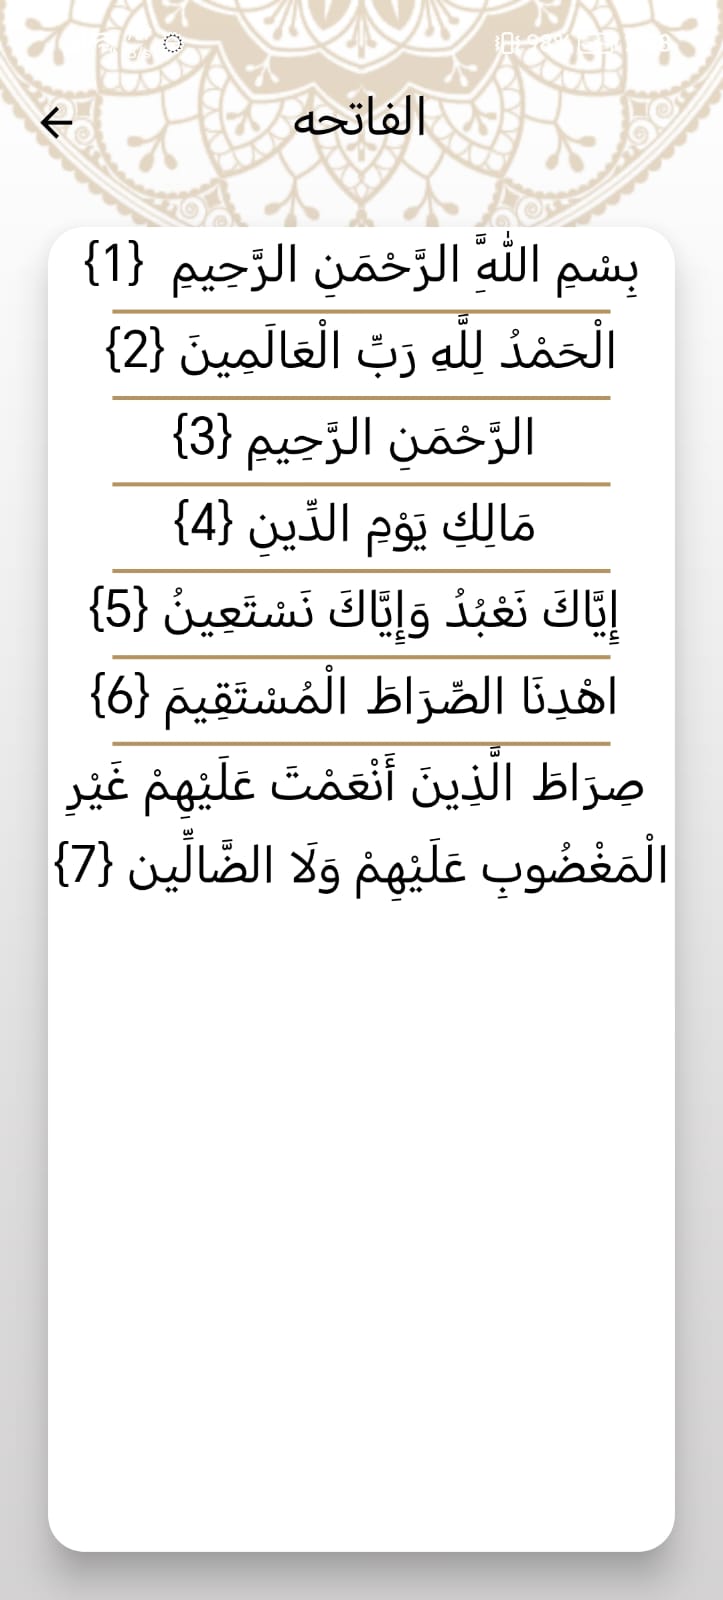 الفاتحه
بِسْمِ اللَّهِ الرَّحْمَنِ الرَّحِيمِ {1}
الْحَمْدُ لِلَّهِ رَبِّ الْعَالَمِينَ {2}
الرَّحْمَنِ الرَّحِيمِ {3}
مَالِكِ يَوْمِ الدِّينِ {4}
إِيَّاكَ نَعْبُدُ وَإِيَّاكَ نَسْتَعِينُ {5}
اهْدِنَا الصِّرَاطَ الْمُسْتَقِيمَ {6}
صِرَاطَ الَّذِينَ أَنْعَمْتَ عَلَيْهِمْ غَيْرِ
الْمَغْضُوبِ عَلَيْهِمْ وَلَا الضَّالِّين {7}